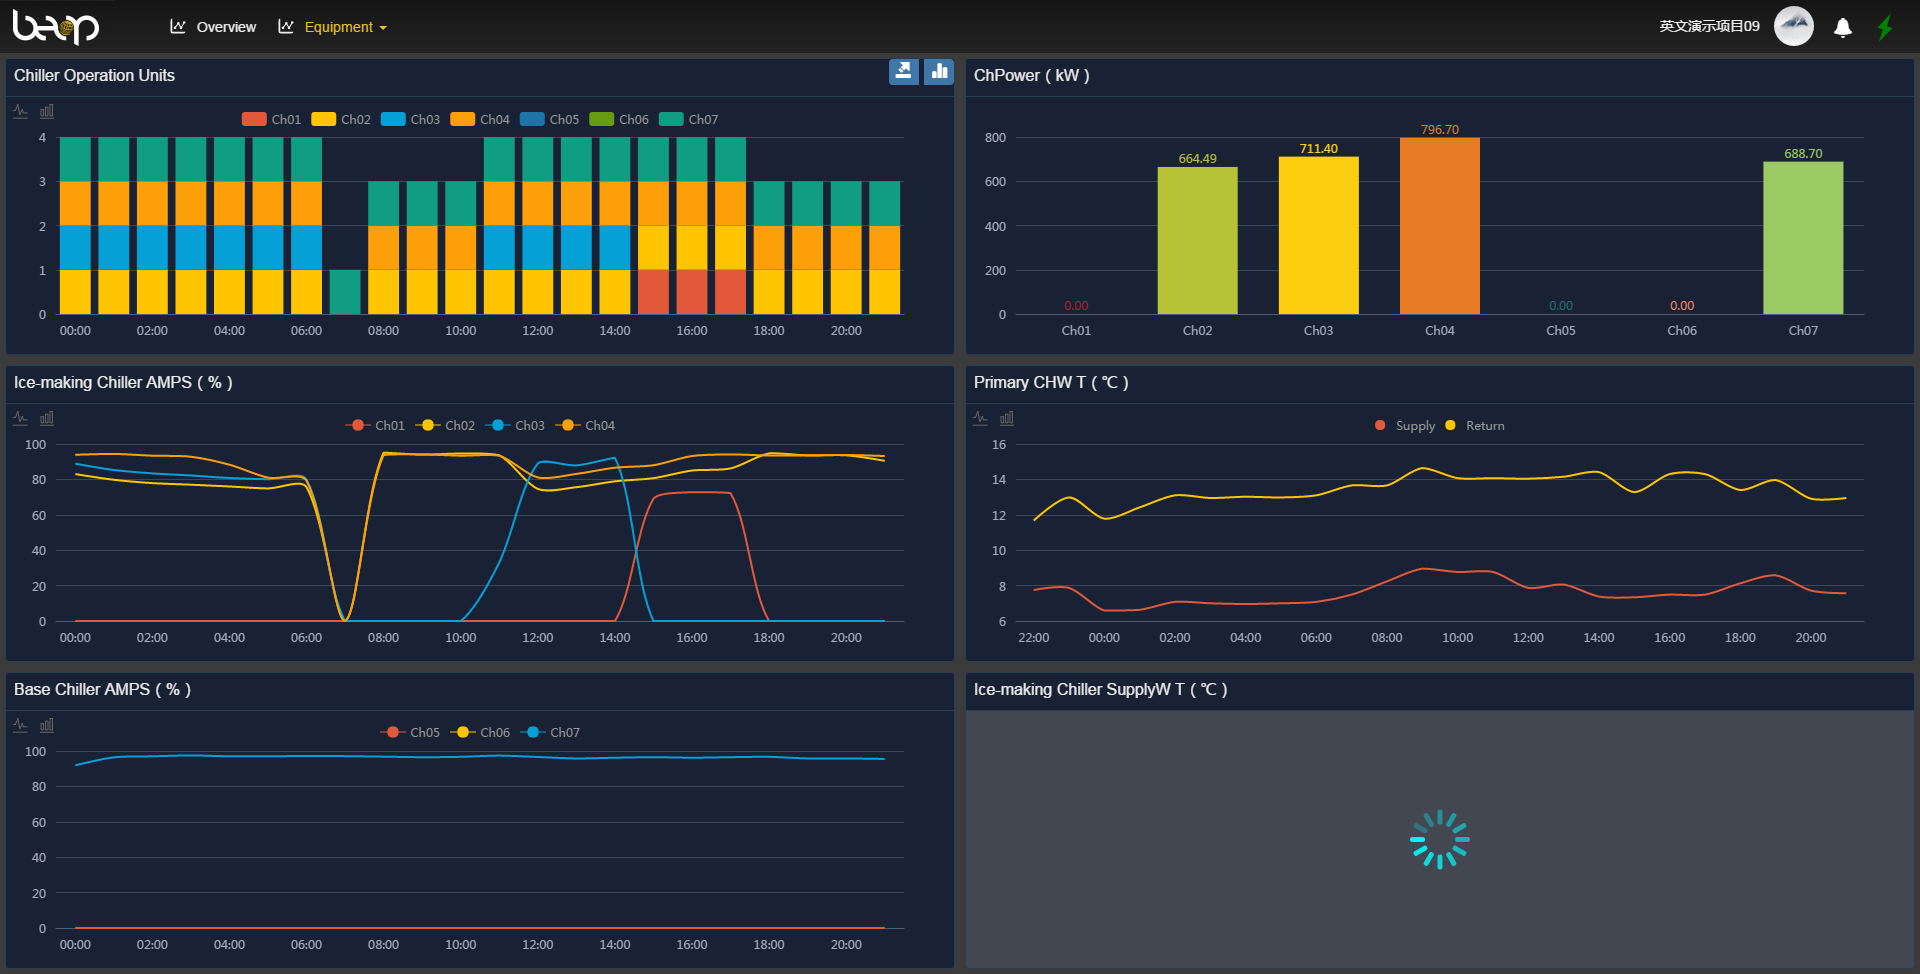 beop
Overview
Equipment
英文演示项目09
Chiller Operation Units
Ch01 Ch02 Ch03 Ch04 Ch05 Ch06 Ch07
4
3
2
1
0
00:00 02:00 04:00 06:00 08:00 10:00 12:00 14:00 16:00 18:00 20:00
ChPower ( kW )
800
600
400
200
0
0.00 664.49 711.40 796.70 0.00 0.00 688.70
Ch01 Ch02 Ch03 Ch04 Ch05 Ch06 Ch07
Ice-making Chiller AMPS ( % )
Ch01 Ch02 Ch03 Ch04
100
80
60
40
20
0
00:00 02:00 04:00 06:00 08:00 10:00 12:00 14:00 16:00 18:00 20:00
Primary CHW T ( ℃ )
Supply Return
16
14
12
10
8
6
22:00 00:00 02:00 04:00 06:00 08:00 10:00 12:00 14:00 16:00 18:00 20:00
Base Chiller AMPS ( % )
Ch05 Ch06 Ch07
100
80
60
40
20
0
00:00 02:00 04:00 06:00 08:00 10:00 12:00 14:00 16:00 18:00 20:00
Ice-making Chiller SupplyW T ( ℃ )